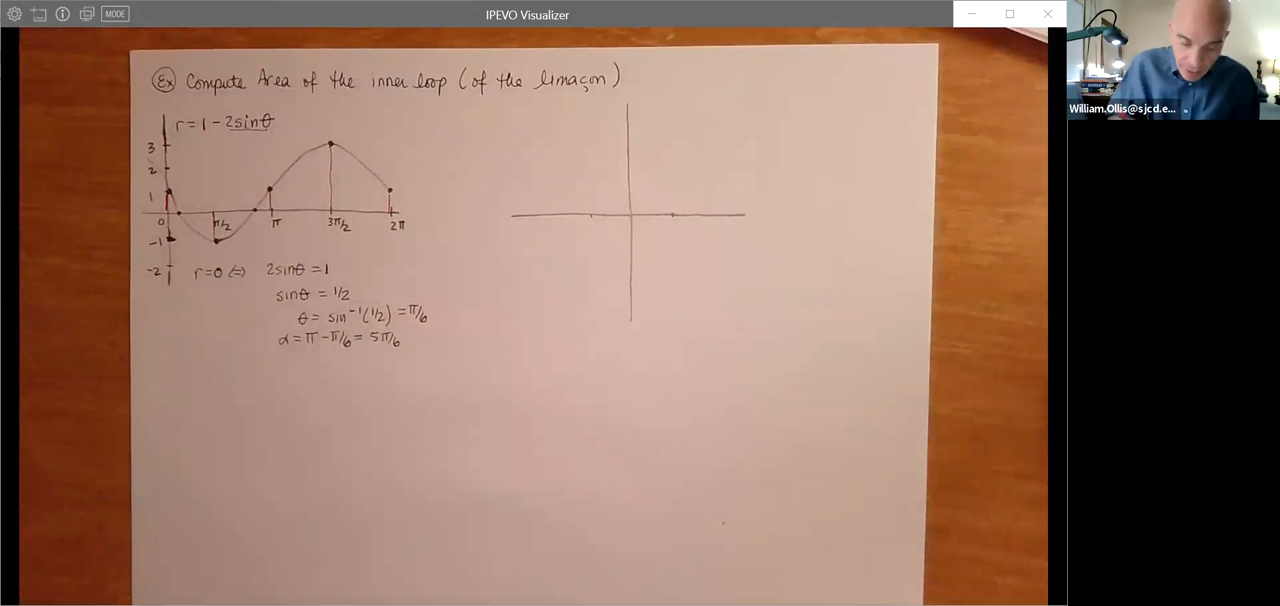 IPEVO Visualizer
MODE
William.Ollis@sjcd.e...
Ex Compute Area of the inner loop (of the limaçon)
r = 1 - 2sinθ
3
2
1
0 π/2 π 3π/2 2π
-1
-2
r=0 ⇔ 2sinθ = 1
sinθ = 1/2
θ = sin⁻¹(1/2) = π/6
α = π - π/6 = 5π/6